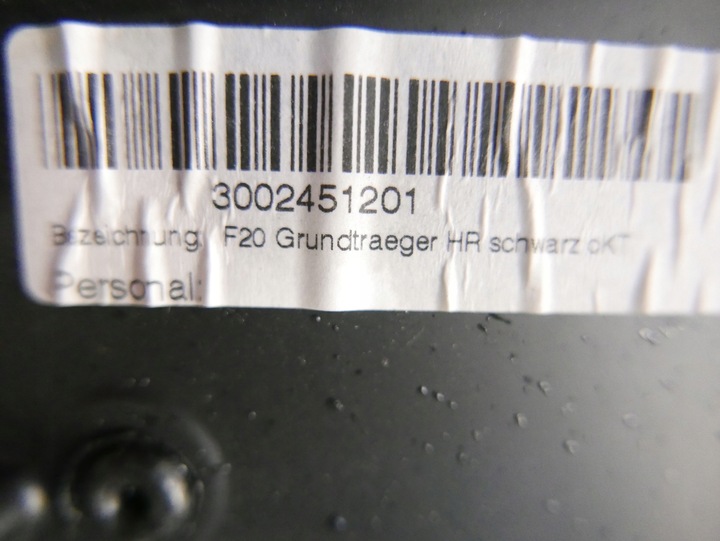 3002451201
Bezeichnung: F20 Grundtraeger HR schwarz oKT
Personal: